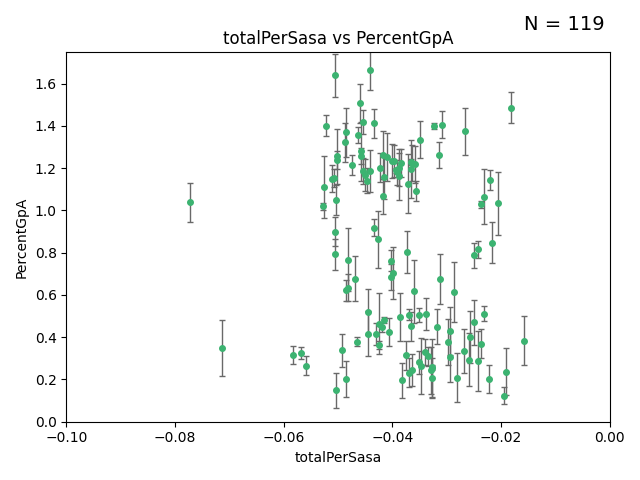 N = 119
totalPerSasa vs PercentGpA
PercentGpA
1.6
1.4
1.2
1.0
0.8
0.6
0.4
0.2
0.0
−0.10 −0.08 −0.06 −0.04 −0.02 0.00
totalPerSasa